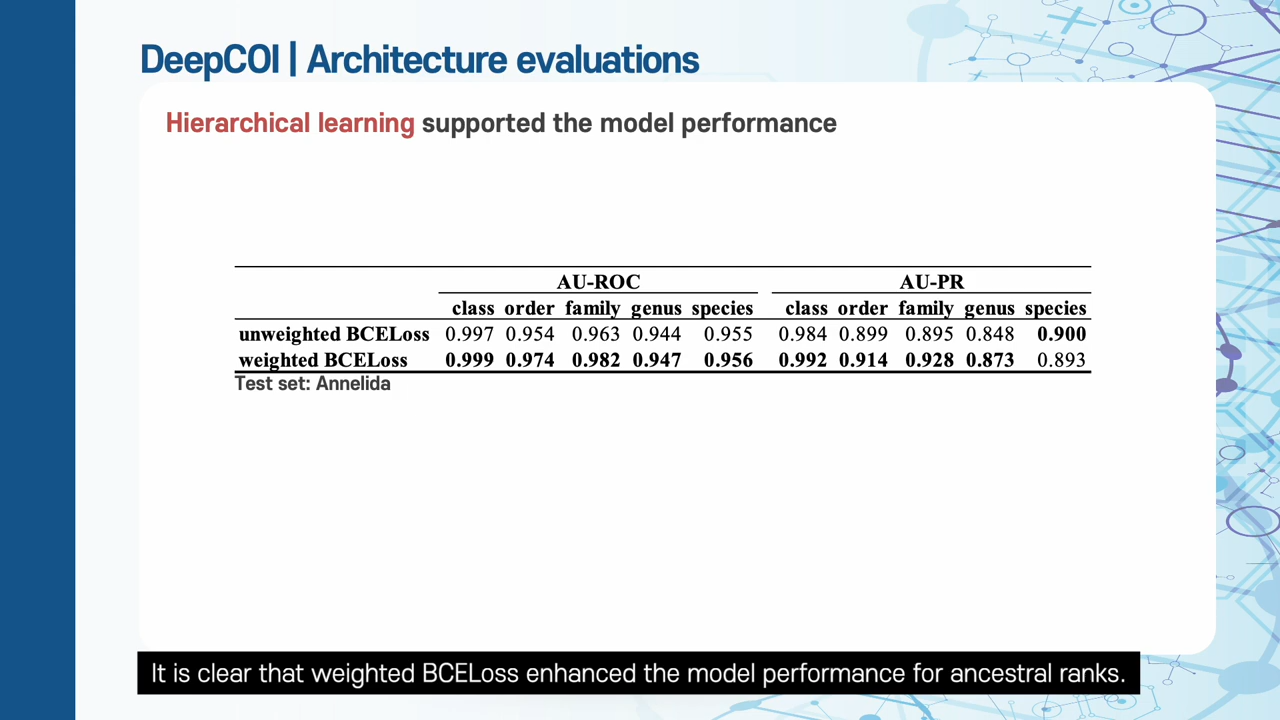 DeepCOI | Architecture evaluations
Hierarchical learning supported the model performance
AU-ROC AU-PR
class order family genus species class order family genus species
unweighted BCELoss 0.997 0.954 0.963 0.944 0.955 0.984 0.899 0.895 0.848 0.900
weighted BCELoss 0.999 0.974 0.982 0.947 0.956 0.992 0.914 0.928 0.873 0.893
Test set: Annelida
It is clear that weighted BCELoss enhanced the model performance for ancestral ranks.